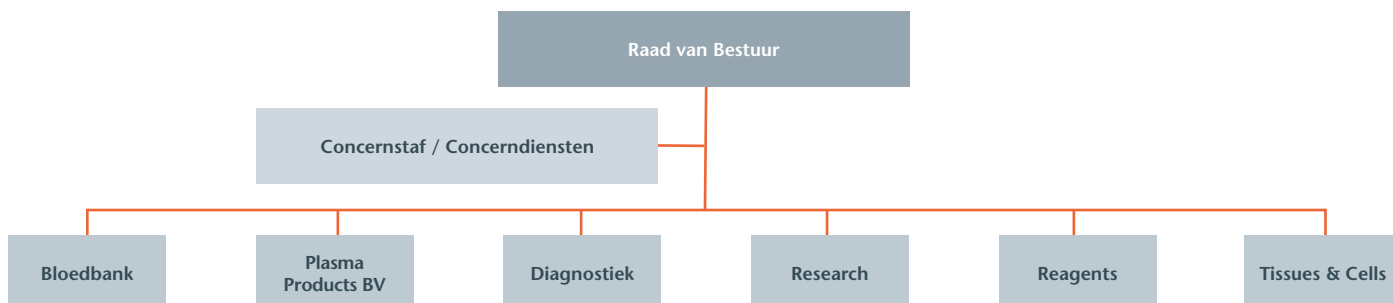 Raad van Bestuur
Concernstaf / Concerndiensten
Bloedbank
Plasma
Products BV
Diagnostiek
Research
Reagents
Tissues & Cells